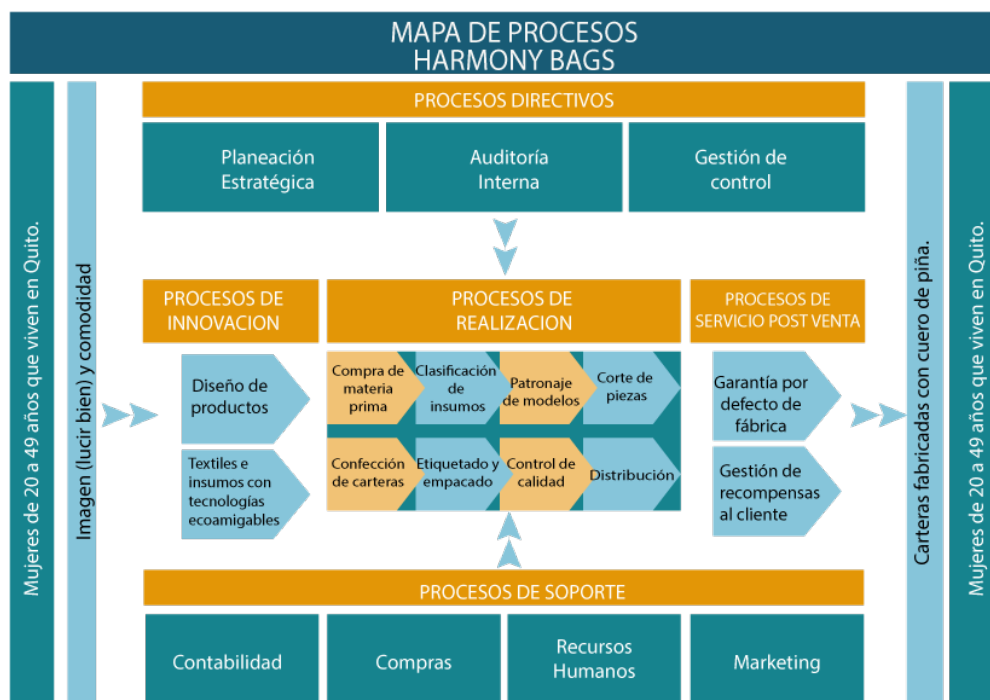 MAPA DE PROCESOS
HARMONY BAGS
Mujeres de 20 a 49 años que viven en Quito.
Imagen (lucir bien) y comodidad
PROCESOS DIRECTIVOS
Planeación
Estratégica
Auditoría
Interna
Gestión de
control
PROCESOS DE
INNOVACION
Diseño de
productos
Textiles e
insumos con
tecnologías
ecoamigables
PROCESOS DE
REALIZACION
Compra de
materia
prima
Clasificación
de
insumos
Patronaje
de modelos
Corte de
piezas
Confección
de carteras
Etiquetado y
empacado
Control de
calidad
Distribución
PROCESOS DE
SERVICIO POST VENTA
Garantía por
defecto de
fábrica
Gestión de
recompensas
al cliente
PROCESOS DE SOPORTE
Contabilidad
Compras
Recursos
Humanos
Marketing
Carteras fabricadas con cuero de piña.
Mujeres de 20 a 49 años que viven en Quito.